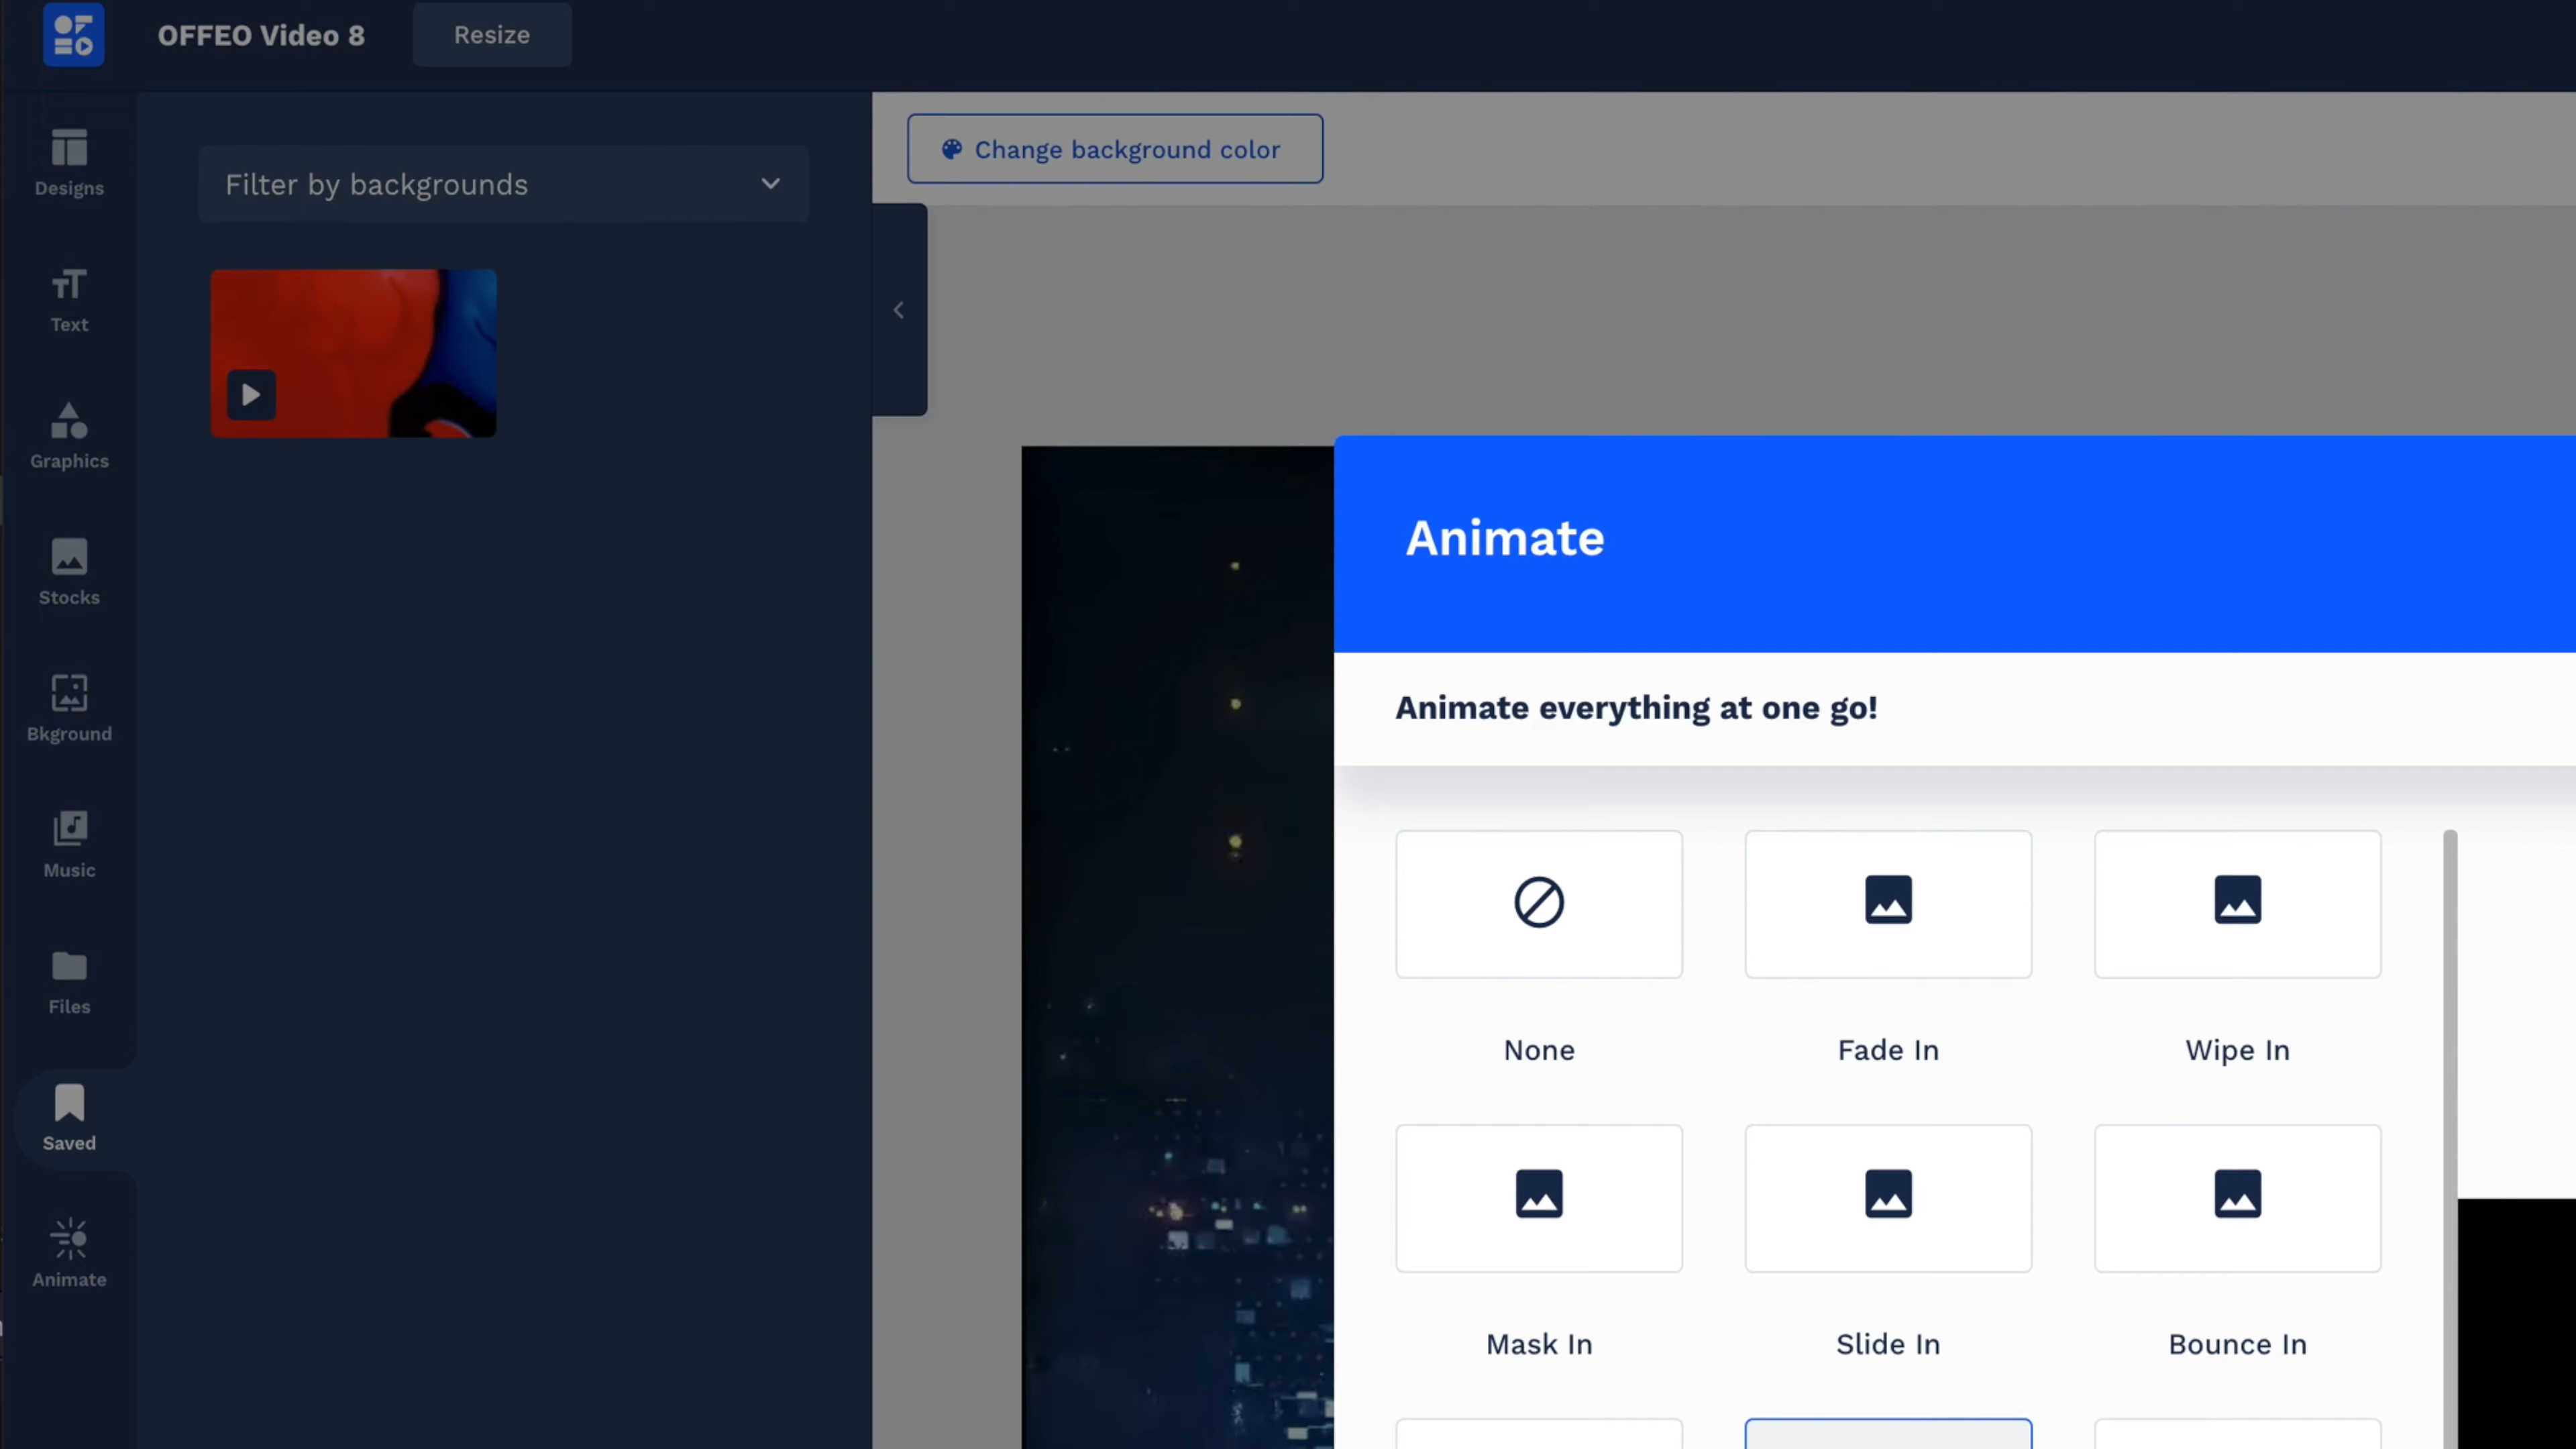 OFFEO Video 8
Resize
Designs
Text
Graphics
Stocks
Bkground
Music
Files
Saved
Animate
Filter by backgrounds
Change background color
Animate
Animate everything at one go!
None
Fade In
Wipe In
Mask In
Slide In
Bounce In